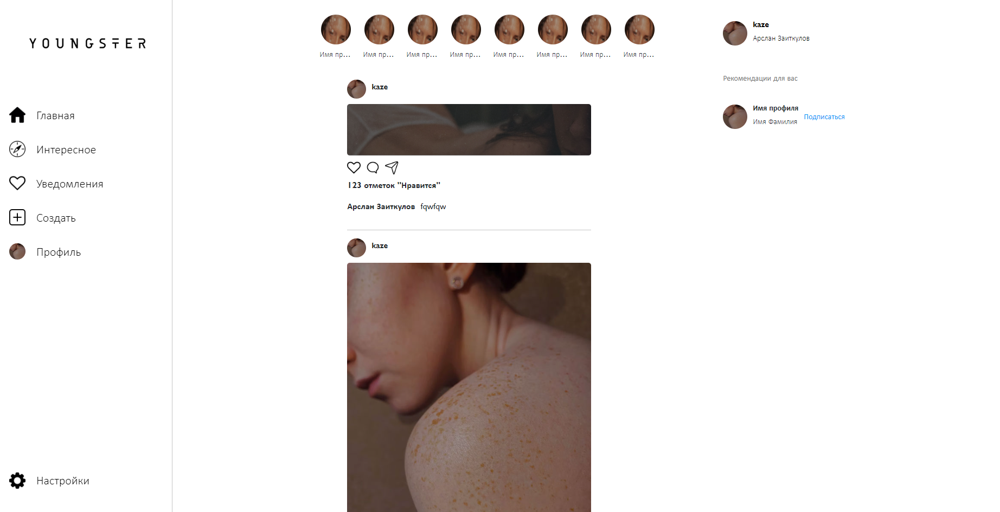 YOUNGSTER
Главная
Интересное
Уведомления
Создать
Профиль
Настройки
Имя пр...
Имя пр...
Имя пр...
Имя пр...
Имя пр...
Имя пр...
Имя пр...
Имя пр...
kaze
123 отметок "Нравится"
Арслан Заиткулов fqwfqw
kaze
kaze
Арслан Заиткулов
Рекомендации для вас
Имя профиля
Имя Фамилия
Подписаться